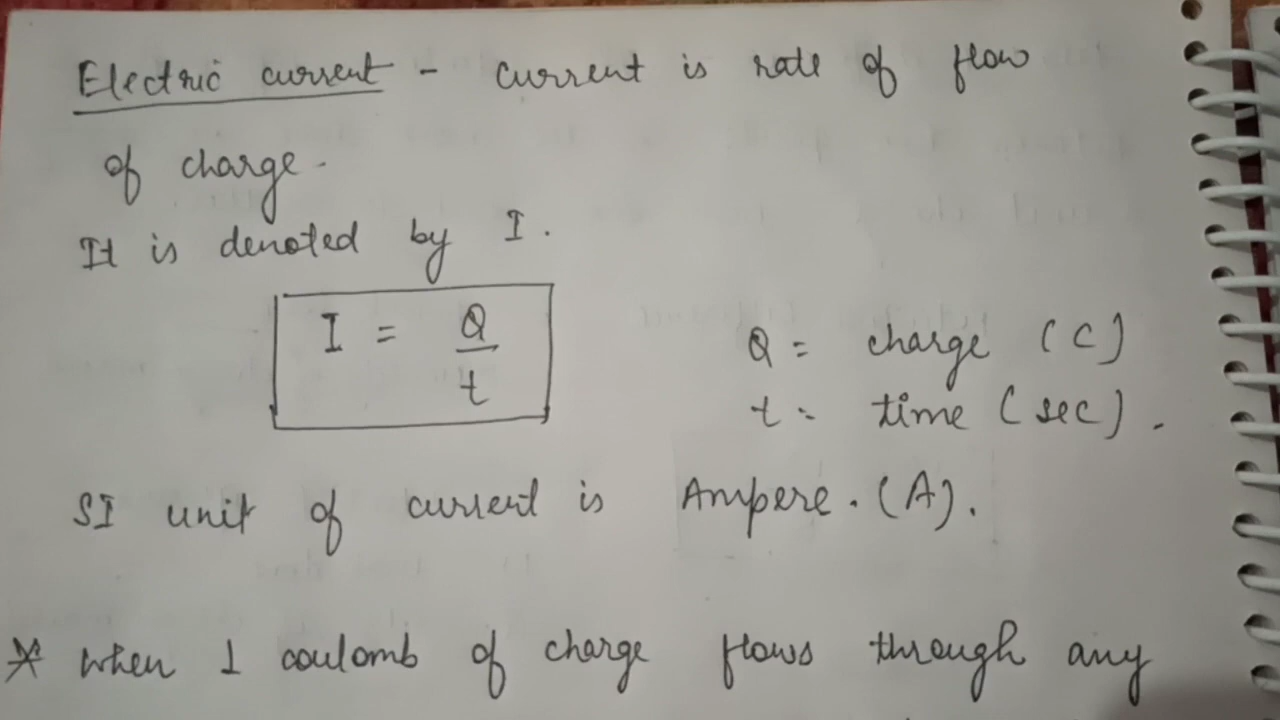 Electric current - current is rate of flow
of charge.
It is denoted by I.
I = Q/t
Q = charge (C)
t = time (sec).
SI unit of current is Ampere. (A).
* when 1 coulomb of charge flows through any